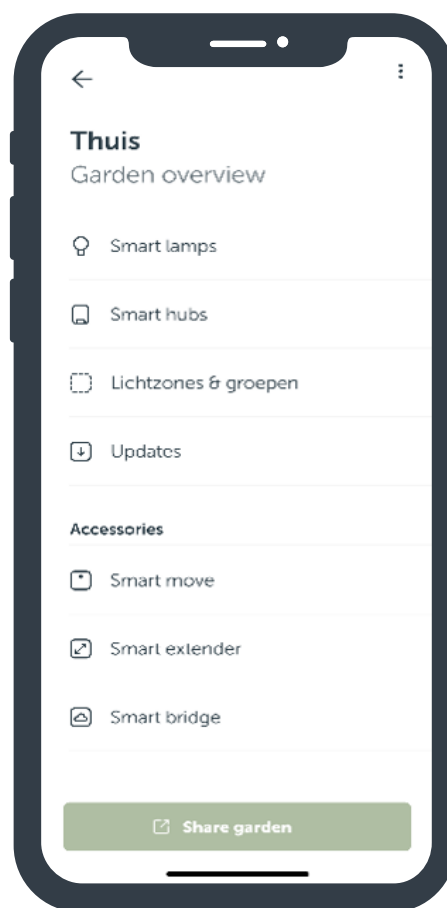 Thuis
Garden overview
Smart lamps
Smart hubs
Lichtzones & groepen
Updates
Accessories
Smart move
Smart extender
Smart bridge
Share garden